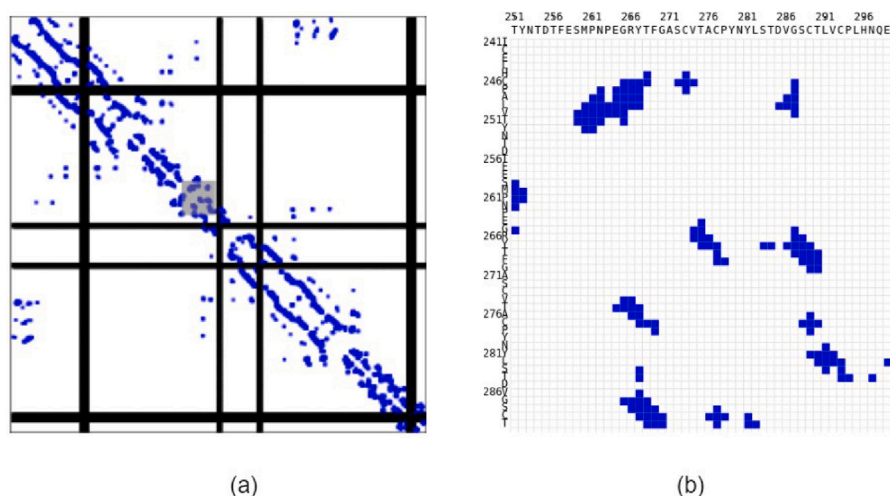 251 256 261 266 271 276 281 286 291 296
TYNTDTFESMPNPEGRYTFGASCVTACPYNYLSTDVGSCTLVCPLHNQE
241
246
251
256
261
266
271
276
281
286
(a)
(b)